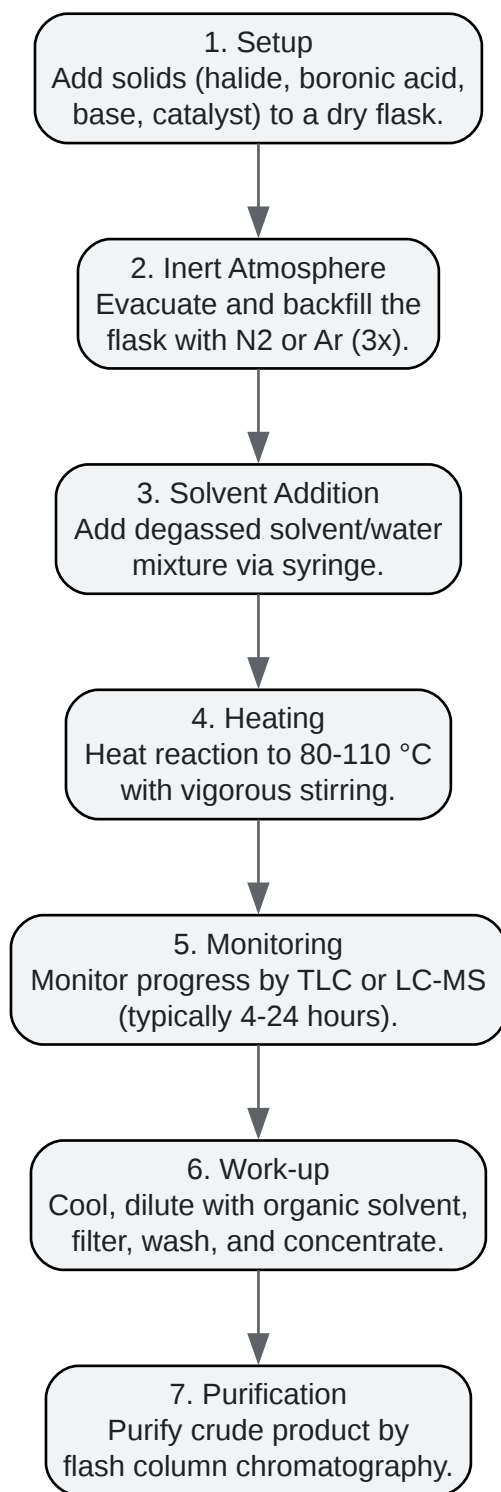 1. Setup
Add solids (halide, boronic acid,
base, catalyst) to a dry flask.
2. Inert Atmosphere
Evacuate and backfill the
flask with N2 or Ar (3x).
3. Solvent Addition
Add degassed solvent/water
mixture via syringe.
4. Heating
Heat reaction to 80-110 °C
with vigorous stirring.
5. Monitoring
Monitor progress by TLC or LC-MS
(typically 4-24 hours).
6. Work-up
Cool, dilute with organic solvent,
filter, wash, and concentrate.
7. Purification
Purify crude product by
flash column chromatography.